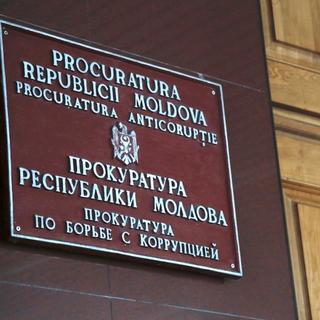 PROCURATURA
REPUBLICII MOLDOVA
PROCURATURA ANTICORUPȚIE
ПРОКУРАТУРА
РЕСПУБЛИКИ МОЛДОВА
ПРОКУРАТУРА
ПО БОРЬБЕ С КОРРУПЦИЕЙ